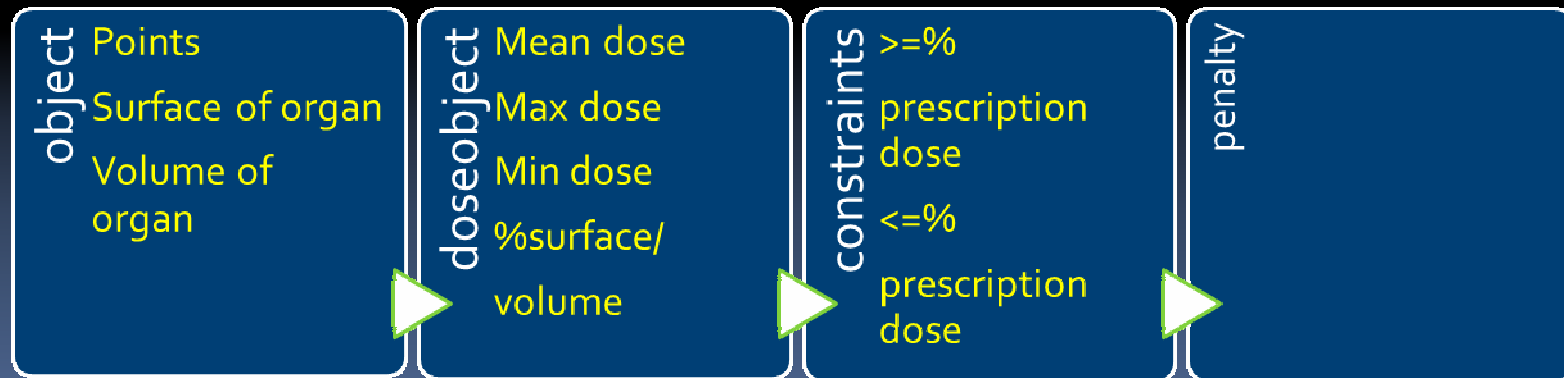 object
Points
Surface of organ
Volume of
organ
doseobject
Mean dose
Max dose
Min dose
%surface/
volume
constraints
>=%
prescription
dose
<=%
prescription
dose
penalty